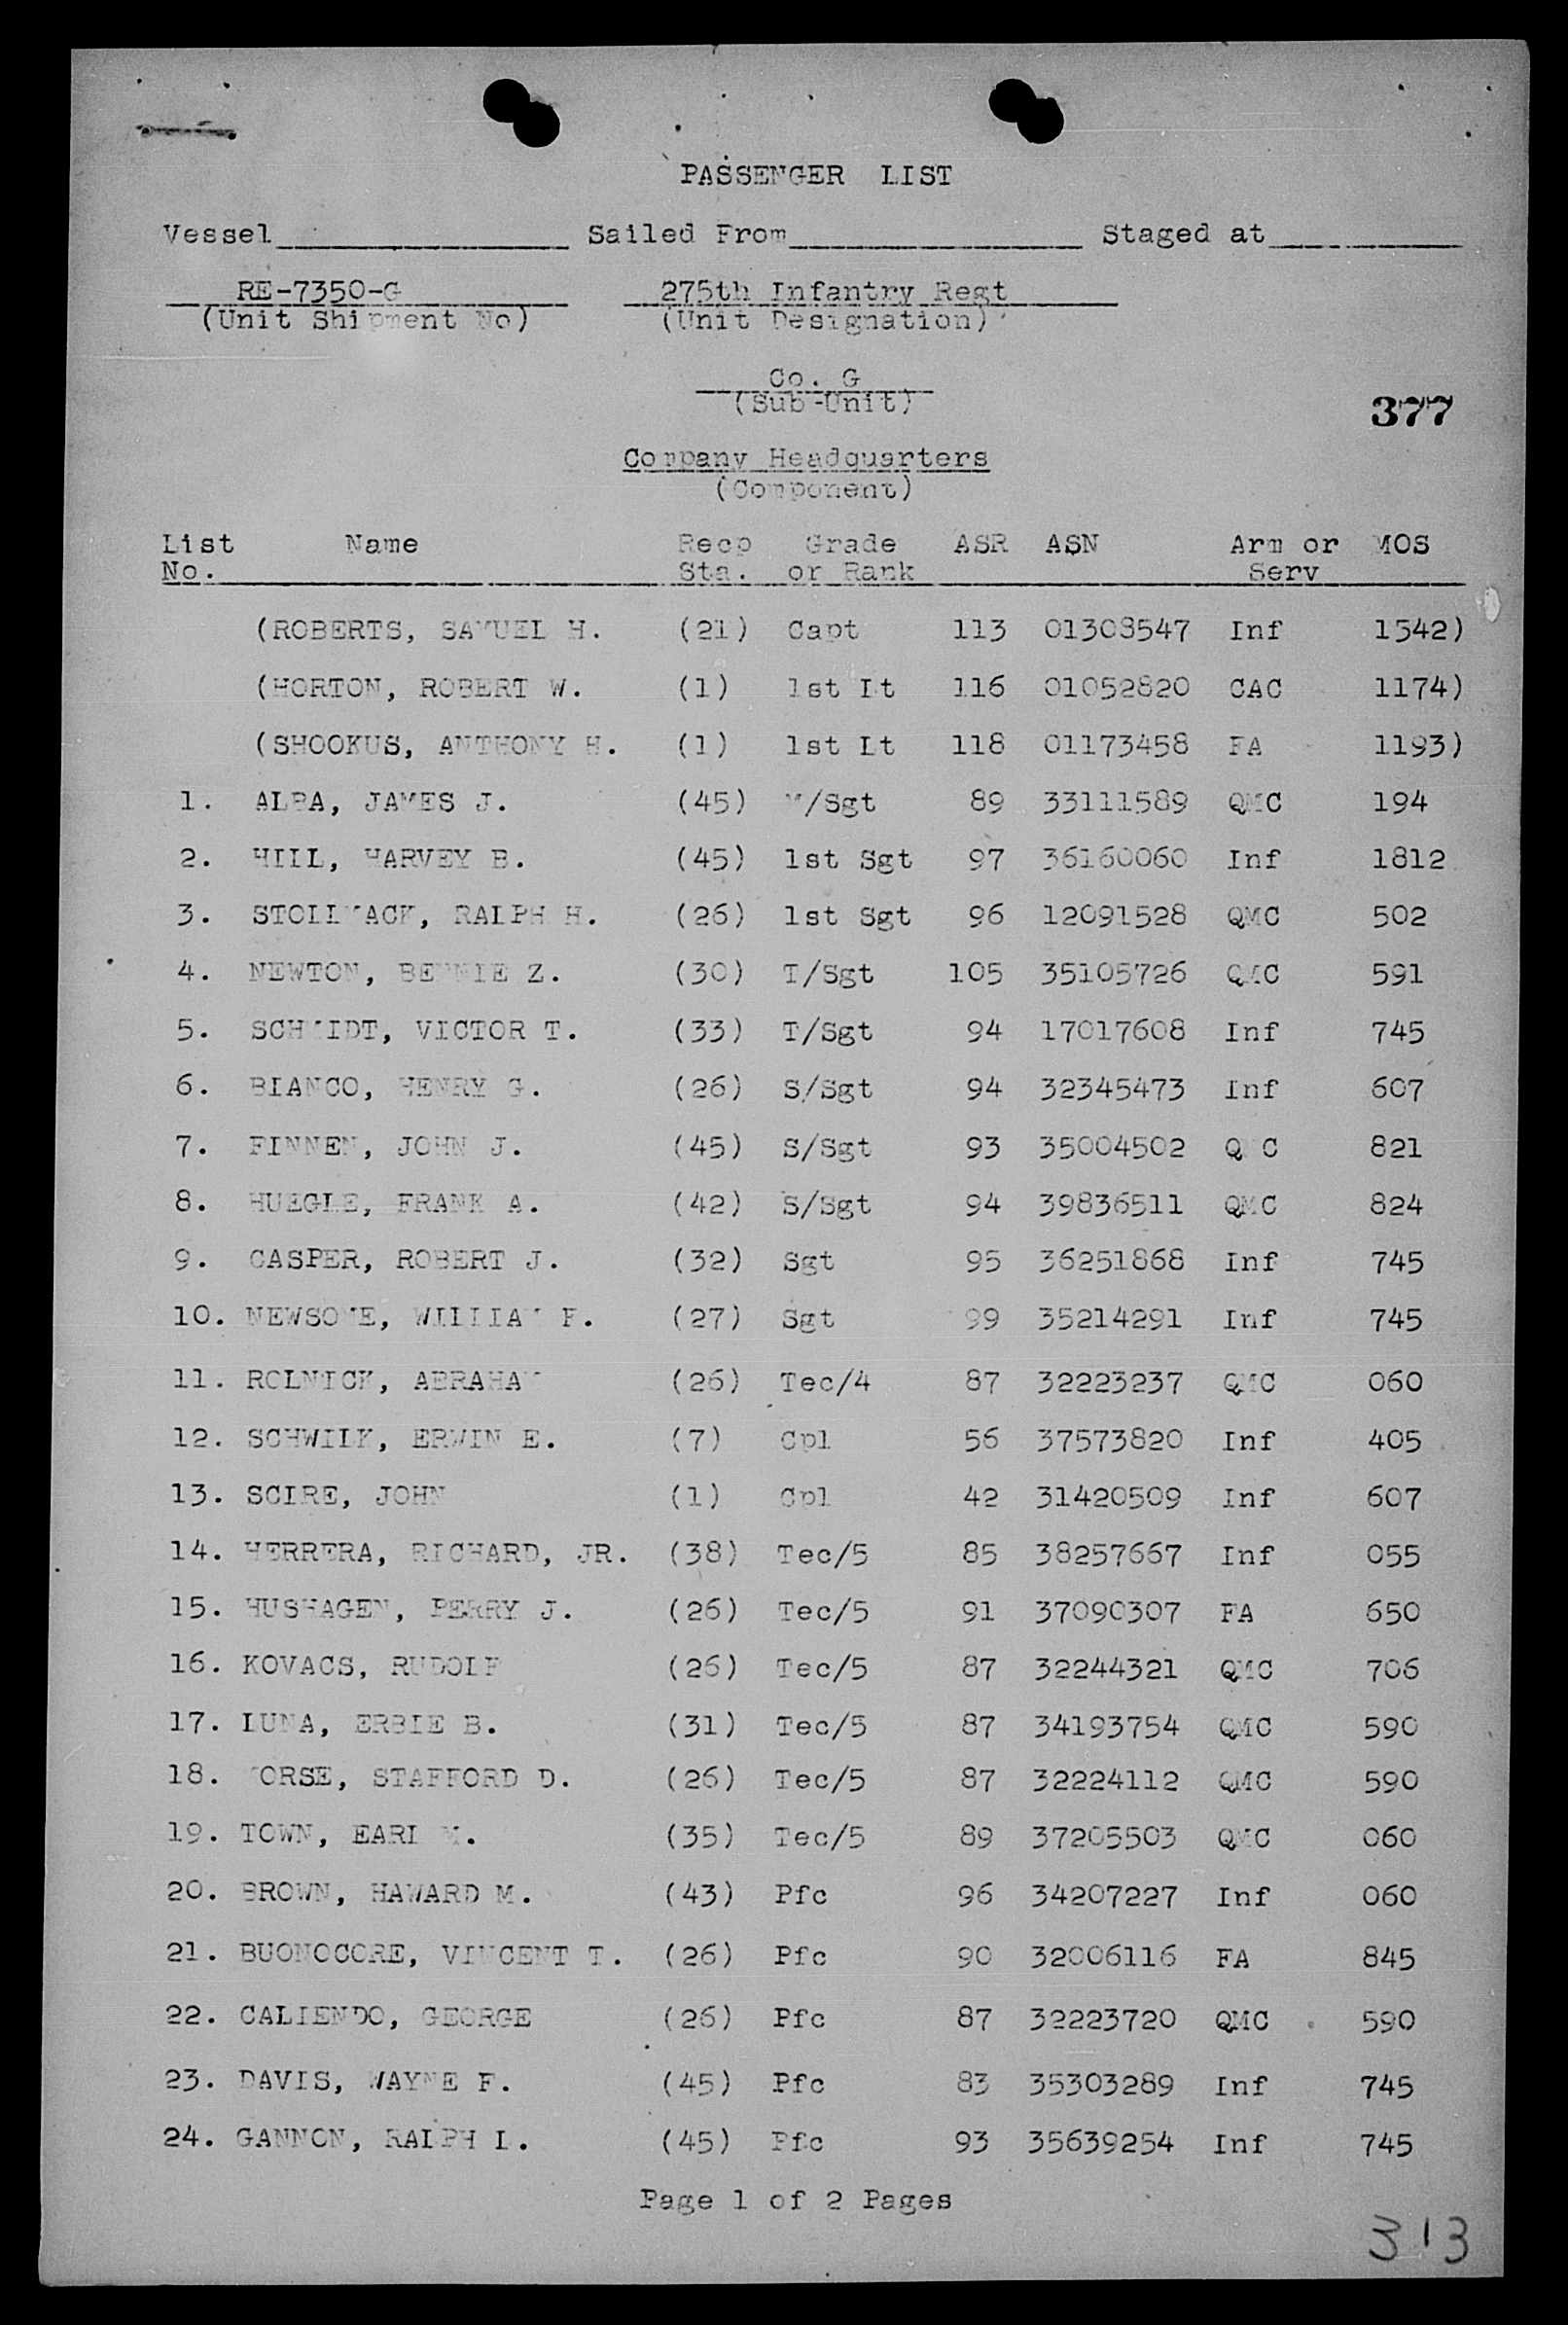 PASSENGER LIST
Vessel Sailed From Staged at
RE-7350-G 275th Infantry Regt
(Unit Shipment No) (Unit Designation)
Co. G
(Sub-Unit)
377
Company Headquarters
(Component)
List Name Recp Grade ASR ASN Arm or MOS
No. Sta. or Rank Serv
(ROBERTS, SAMUEL H. (21) Capt 113 01308547 Inf 1542)
(HORTON, ROBERT W. (1) 1st Lt 116 01052820 CAC 1174)
(SHOOKUS, ANTHONY H. (1) 1st Lt 118 01173458 FA 1193)
1. ALBA, JAMES J. (45) M/Sgt 89 33111589 QMC 194
2. HILL, HARVEY B. (45) 1st Sgt 97 36160060 Inf 1812
3. STOLLMACK, RALPH H. (26) 1st Sgt 96 12091528 QMC 502
4. NEWTON, BENNIE Z. (30) T/Sgt 105 35105726 QMC 591
5. SCHMIDT, VICTOR T. (33) T/Sgt 94 17017608 Inf 745
6. BIANCO, HENRY G. (26) S/Sgt 94 32345473 Inf 607
7. FINNEN, JOHN J. (45) S/Sgt 93 35004502 QMC 821
8. HUEGLE, FRANK A. (42) S/Sgt 94 39836511 QMC 824
9. CASPER, ROBERT J. (32) Sgt 95 36251868 Inf 745
10. NEWSOME, WILLIAM F. (27) Sgt 99 35214291 Inf 745
11. ROLNICK, ABRAHAM (26) Tec/4 87 32223237 QMC 060
12. SCHWILK, ERWIN E. (7) Cpl 56 37573820 Inf 405
13. SCIRE, JOHN (1) Cpl 42 31420509 Inf 607
14. HERRERA, RICHARD, JR. (38) Tec/5 85 38257667 Inf 055
15. HUSHAGEN, PERRY J. (26) Tec/5 91 37090307 FA 650
16. KOVACS, RUDOLF (26) Tec/5 87 32244321 QMC 706
17. LUNA, ERBIE B. (31) Tec/5 87 34193754 QMC 590
18. MORSE, STAFFORD D. (26) Tec/5 87 32224112 QMC 590
19. TOWN, EARL M. (35) Tec/5 89 37205503 QMC 060
20. BROWN, HAWARD M. (43) Pfc 96 34207227 Inf 060
21. BUONOCORE, VINCENT T. (26) Pfc 90 32006116 FA 845
22. CALIENDO, GEORGE (26) Pfc 87 32223720 QMC 590
23. DAVIS, WAYNE F. (45) Pfc 83 35303289 Inf 745
24. GANNON, RALPH L. (45) Pfc 93 35639254 Inf 745
Page 1 of 2 Pages
313